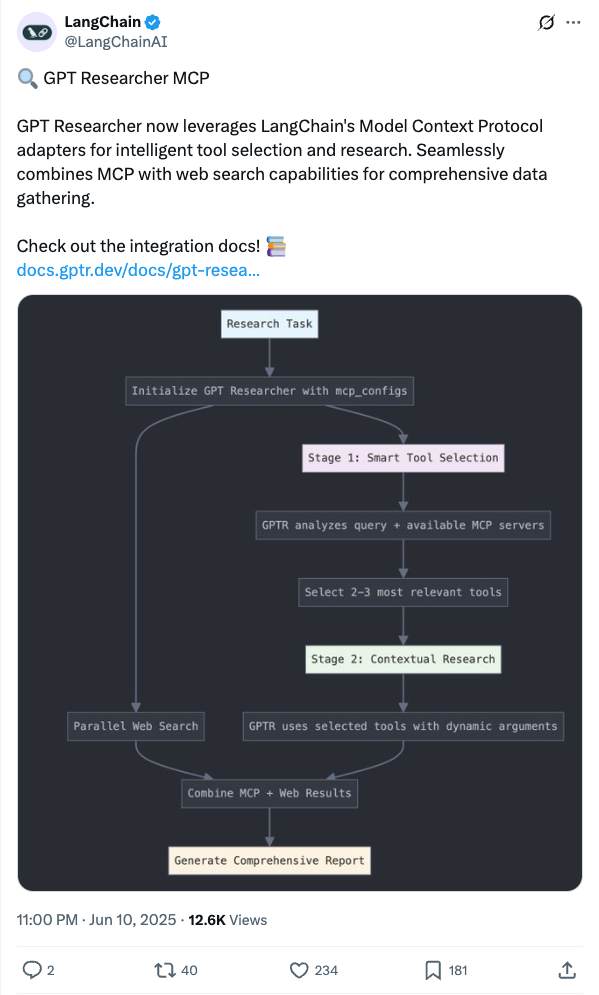 LangChain
@LangChainAI
🔍 GPT Researcher MCP
GPT Researcher now leverages LangChain's Model Context Protocol
adapters for intelligent tool selection and research. Seamlessly
combines MCP with web search capabilities for comprehensive data
gathering.
Check out the integration docs! 📚
docs.gptr.dev/docs/gpt-resea...
Research Task
Initialize GPT Researcher with mcp_configs
Stage 1: Smart Tool Selection
GPTR analyzes query + available MCP servers
Select 2-3 most relevant tools
Stage 2: Contextual Research
Parallel Web Search
GPTR uses selected tools with dynamic arguments
Combine MCP + Web Results
Generate Comprehensive Report
11:00 PM · Jun 10, 2025 · 12.6K Views
2 40 234 181